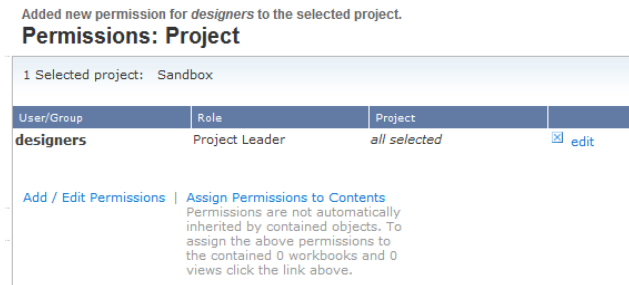 Added new permission for designers to the selected project.
Permissions: Project
1 Selected project: Sandbox
User/Group Role Project
designers Project Leader all selected edit
Add / Edit Permissions | Assign Permissions to Contents
Permissions are not automatically
inherited by contained objects. To
assign the above permissions to
the contained 0 workbooks and 0
views click the link above.